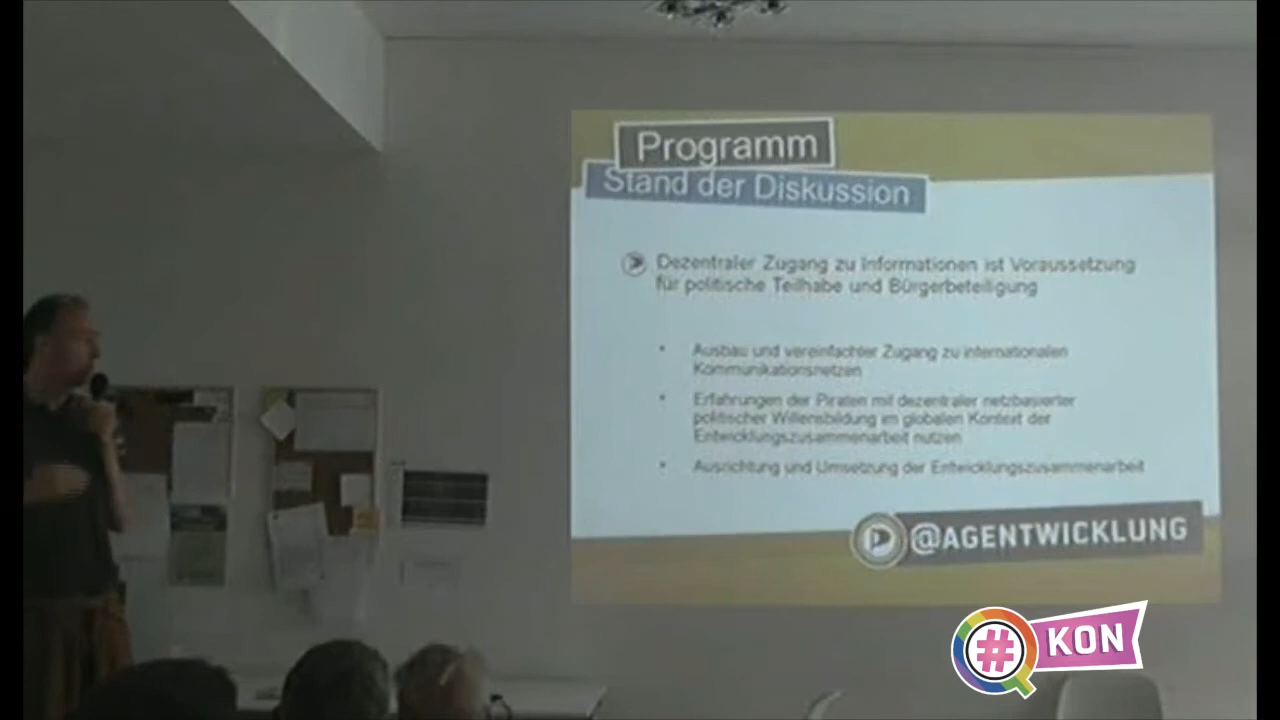 Programm
Stand der Diskussion
Dezentraler Zugang zu Informationen ist Voraussetzung
für politische Teilhabe und Bürgerbeteiligung
• Ausbau und vereinfachter Zugang zu internationalen
Kommunikationsnetzen
• Erfahrungen der Piraten mit dezentraler netzbasierter
politischer Willensbildung im globalen Kontext der
Entwicklungszusammenarbeit nutzen
• Ausrichtung und Umsetzung der Entwicklungszusammenarbeit
@AGENTWICKLUNG
# KON